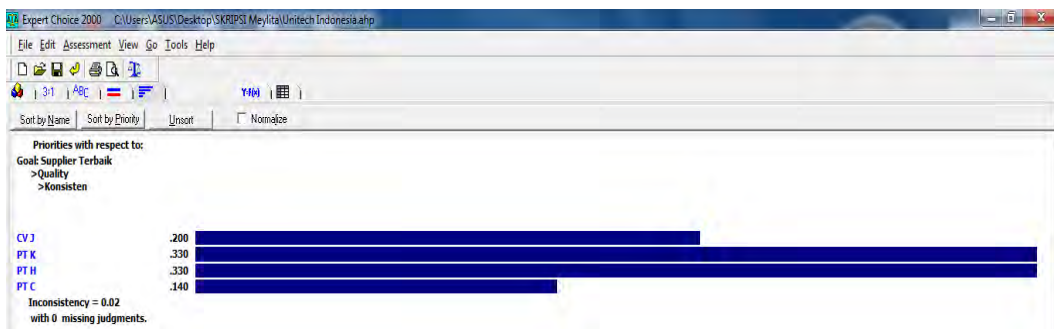 Expert Choice 2000 C:\Users\ASUS\Desktop\SKRIPSI Meylita\Unitech Indonesia.ahp
File Edit Assessment View Go Tools Help
3:1 ABC Y=f(x)
Sort by Name Sort by Priority Unsort Normalize
Priorities with respect to:
Goal: Supplier Terbaik
>Quality
>Konsisten
CV J .200
PT K .330
PT H .330
PT C .140
Inconsistency = 0.02
with 0 missing judgments.